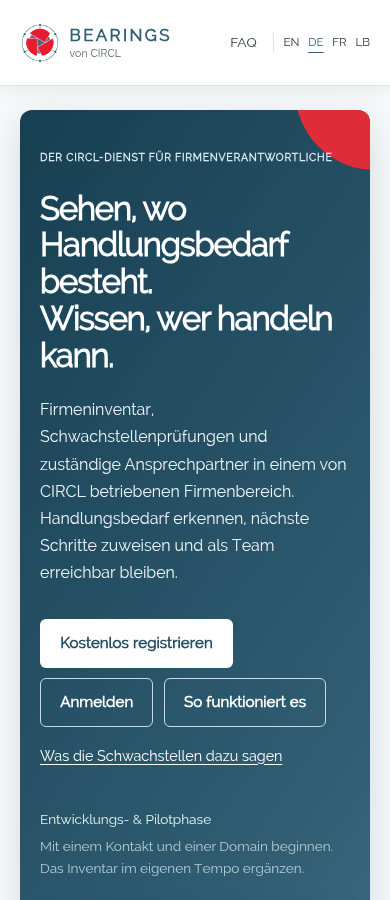 BEARINGS
von CIRCL
FAQ
EN DE FR LB
DER CIRCL-DIENST FÜR FIRMENVERANTWORTLICHE
Sehen, wo
Handlungsbedarf
besteht.
Wissen, wer handeln
kann.
Firmeninventar,
Schwachstellenprüfungen und
zuständige Ansprechpartner in einem von
CIRCL betriebenen Firmenbereich.
Handlungsbedarf erkennen, nächste
Schritte zuweisen und als Team
erreichbar bleiben.
Kostenlos registrieren
Anmelden
So funktioniert es
Was die Schwachstellen dazu sagen
Entwicklungs- & Pilotphase
Mit einem Kontakt und einer Domain beginnen.
Das Inventar im eigenen Tempo ergänzen.